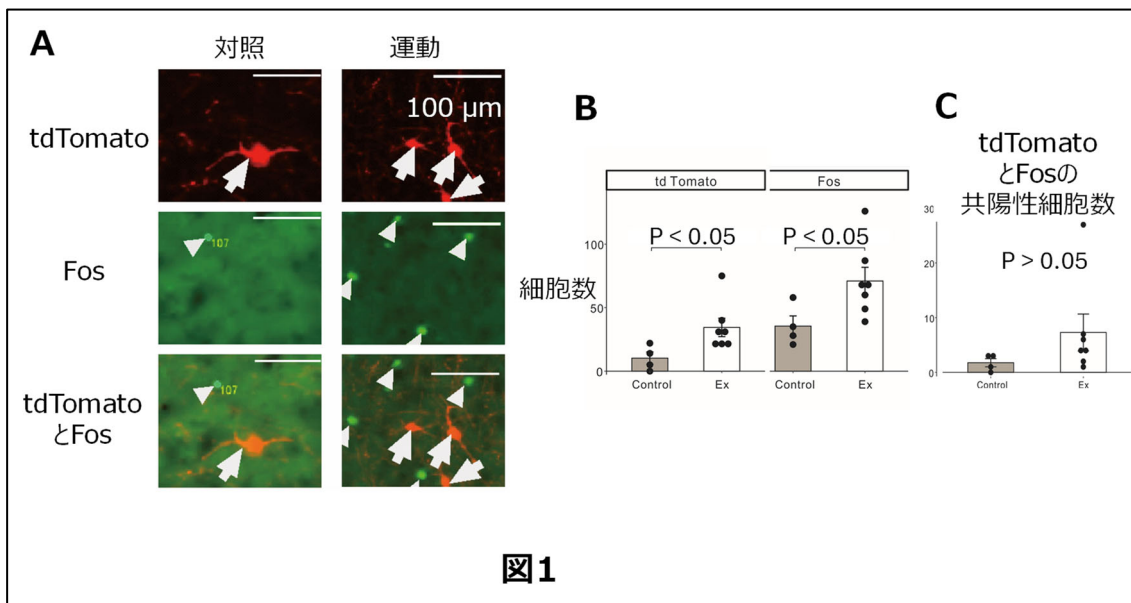 A
対照
運動
tdTomato
100 μm
Fos
107
tdTomato
とFos
107
B
td Tomato
Fos
P < 0.05
P < 0.05
細胞数
100
50
0
Control
Ex
Control
Ex
C
tdTomato
とFosの
共陽性細胞数
P > 0.05
30
20
10
0
Control
Ex
図1